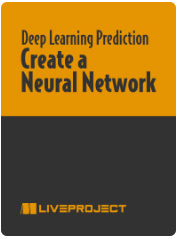 Deep Learning Prediction
Create a
Neural Network
LIVEPROJECT